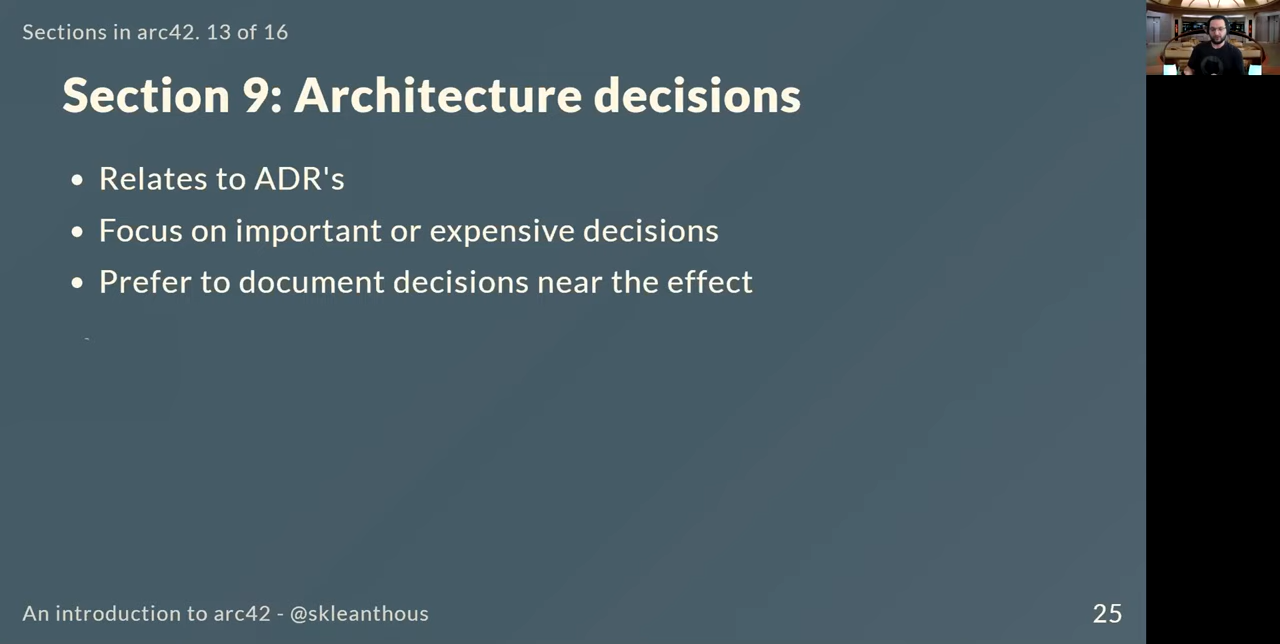 Sections in arc42. 13 of 16
Section 9: Architecture decisions
• Relates to ADR's
• Focus on important or expensive decisions
• Prefer to document decisions near the effect
An introduction to arc42 - @skleanthous
25